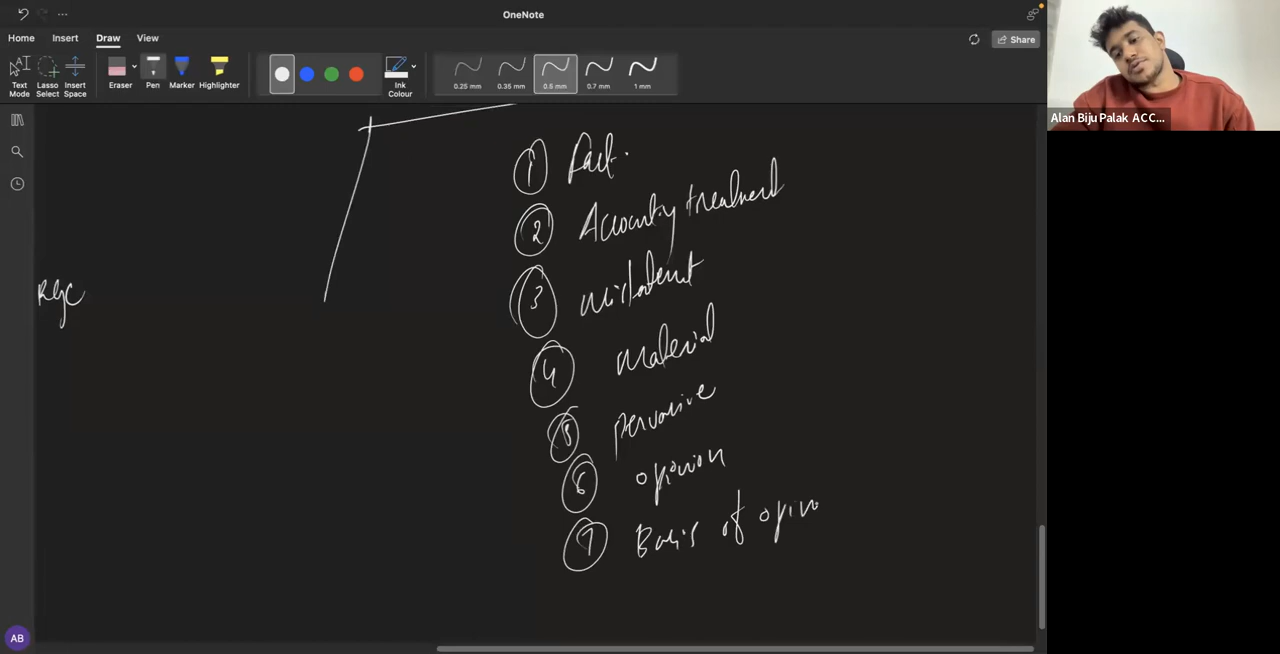 OneNote
Home Insert Draw View
Share
Text Mode
Lasso Select
Insert Space
Eraser
Pen
Marker
Highlighter
Ink Colour
0.25 mm
0.35 mm
0.5 mm
0.7 mm
1 mm
Alan Biju Palak ACC...
1 Fact.
2 Accounting treatment
3 misstatement
RGC
4 material
5 pervasive
6 opinion
7 Basis of opin
AB